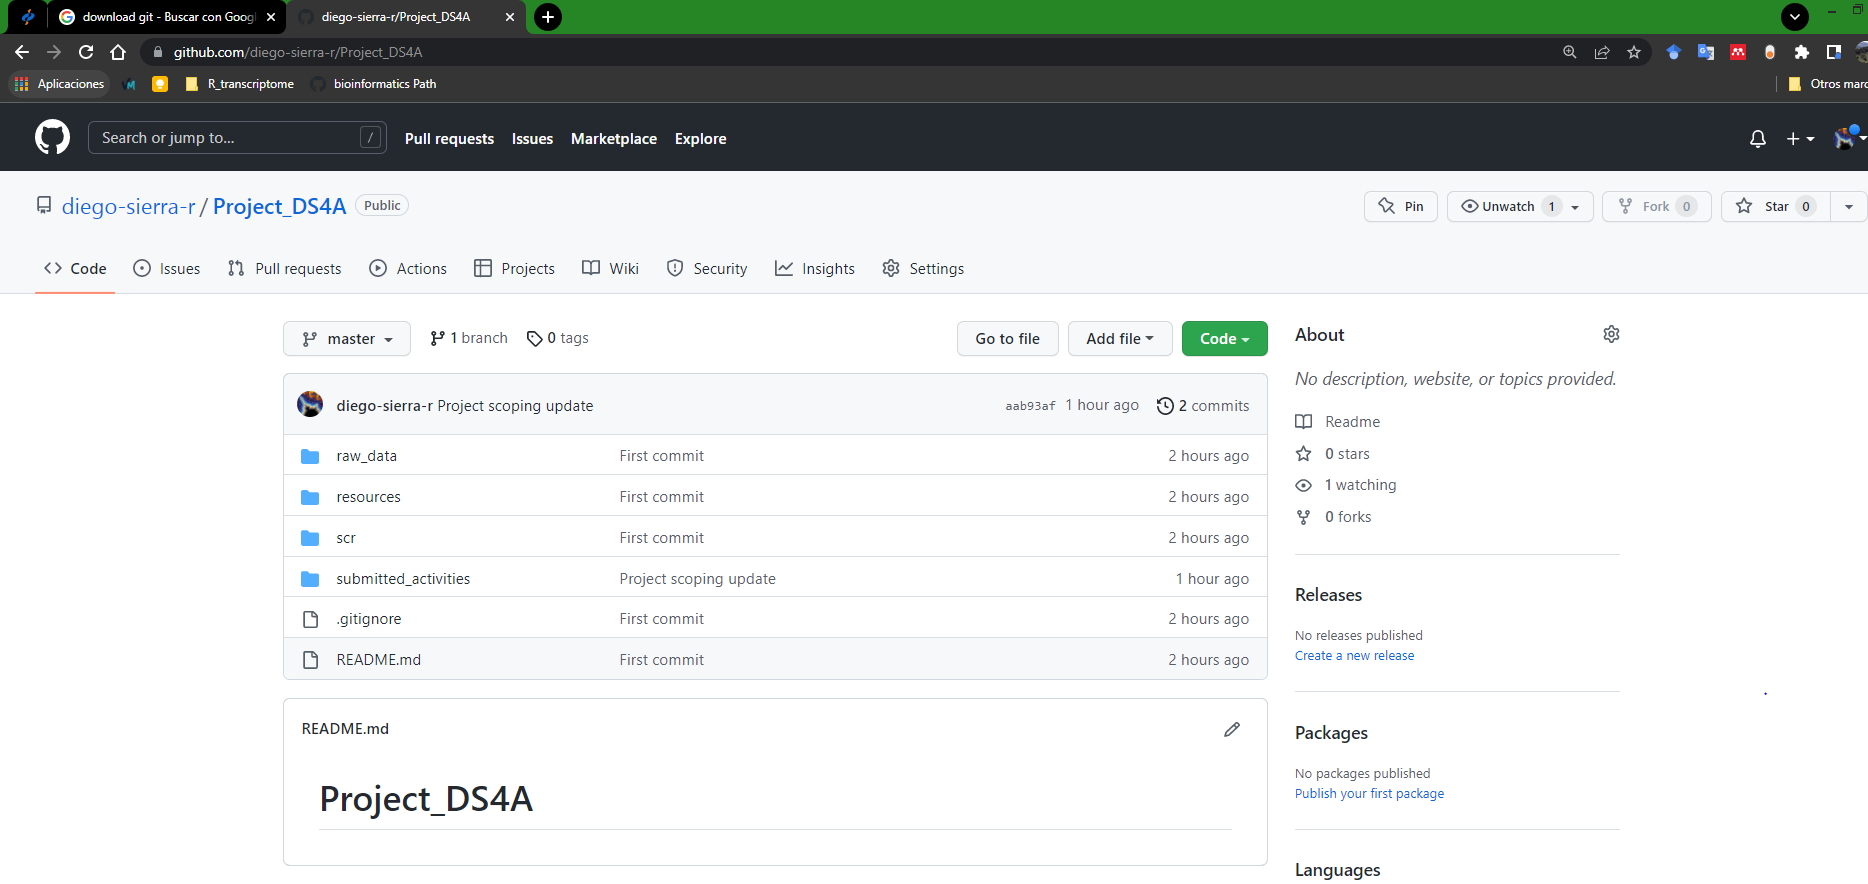 download git - Buscar con Goog
diego-sierra-r/Project_DS4A
github.com/diego-sierra-r/Project_DS4A
Aplicaciones
R_transcriptome
bioinformatics Path
Otros marc
Search or jump to...
/
Pull requests
Issues
Marketplace
Explore
diego-sierra-r / Project_DS4A
Public
Pin
Unwatch 1
Fork 0
Star 0
Code
Issues
Pull requests
Actions
Projects
Wiki
Security
Insights
Settings
master
1 branch
0 tags
Go to file
Add file
Code
diego-sierra-r Project scoping update
aab93af 1 hour ago
2 commits
raw_data First commit 2 hours ago
resources First commit 2 hours ago
scr First commit 2 hours ago
submitted_activities Project scoping update 1 hour ago
.gitignore First commit 2 hours ago
README.md First commit 2 hours ago
README.md
Project_DS4A
About
No description, website, or topics provided.
Readme
0 stars
1 watching
0 forks
Releases
No releases published
Create a new release
Packages
No packages published
Publish your first package
Languages